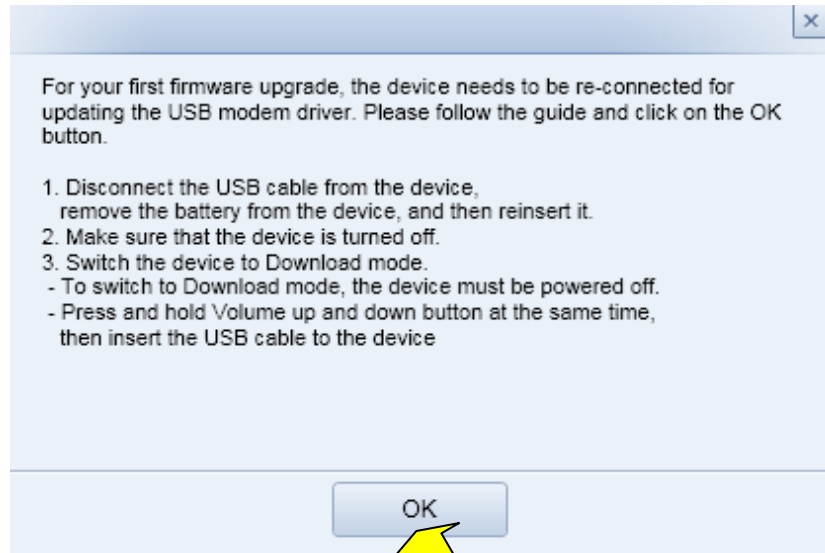 For your first firmware upgrade, the device needs to be re-connected for
updating the USB modem driver. Please follow the guide and click on the OK
button.
1. Disconnect the USB cable from the device,
remove the battery from the device, and then reinsert it.
2. Make sure that the device is turned off.
3. Switch the device to Download mode.
- To switch to Download mode, the device must be powered off.
- Press and hold Volume up and down button at the same time,
then insert the USB cable to the device
OK